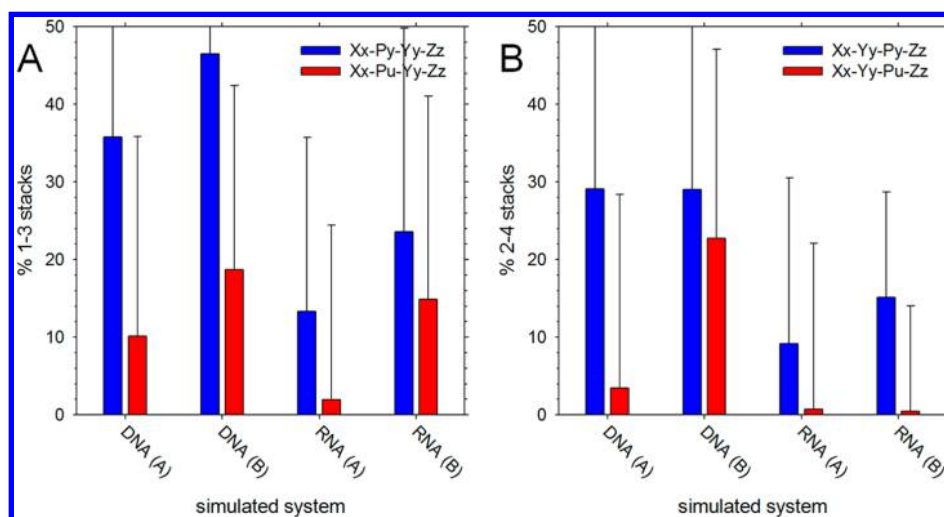 A
Xx-Py-Yy-Zz
Xx-Pu-Yy-Zz
% 1-3 stacks
50
40
30
20
10
0
DNA (A)
DNA (B)
RNA (A)
RNA (B)
simulated system
B
Xx-Yy-Py-Zz
Xx-Yy-Pu-Zz
% 2-4 stacks
50
40
30
20
10
0
DNA (A)
DNA (B)
RNA (A)
RNA (B)
simulated system